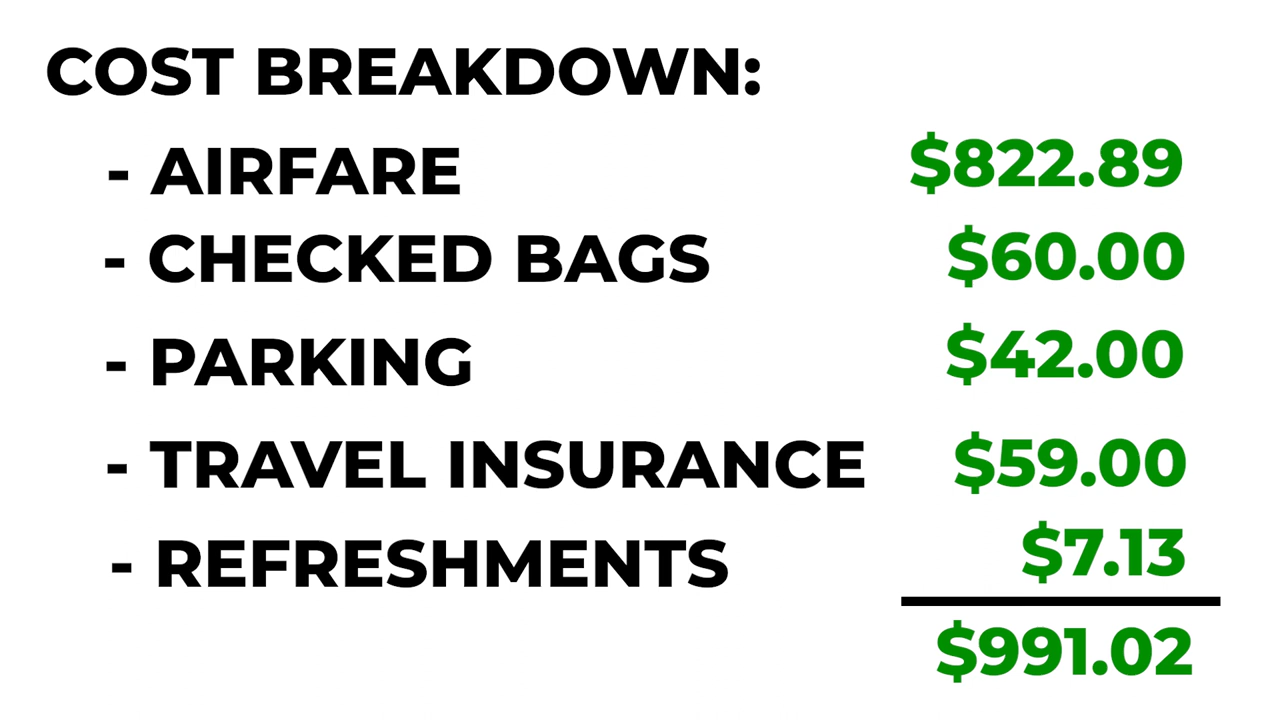 COST BREAKDOWN:
- AIRFARE $822.89
- CHECKED BAGS $60.00
- PARKING $42.00
- TRAVEL INSURANCE $59.00
- REFRESHMENTS $7.13
$991.02